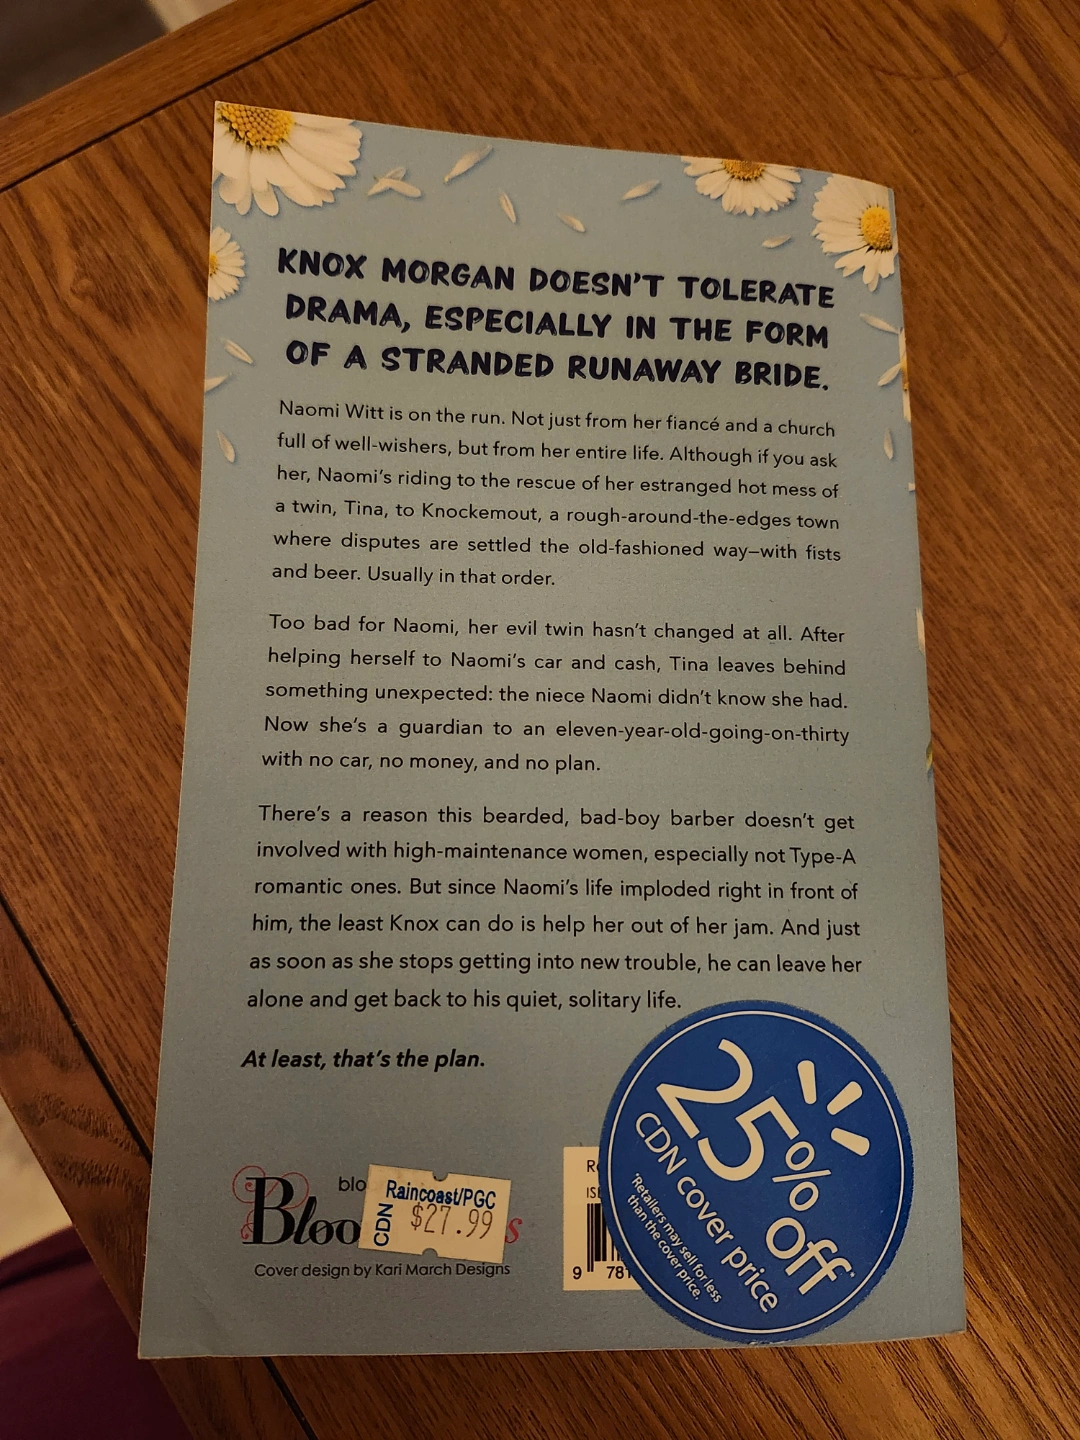 KNOX MORGAN DOESN'T TOLERATE
DRAMA, ESPECIALLY IN THE FORM
OF A STRANDED RUNAWAY BRIDE.
Naomi Witt is on the run. Not just from her fiancé and a church
full of well-wishers, but from her entire life. Although if you ask
her, Naomi's riding to the rescue of her estranged hot mess of
a twin, Tina, to Knockemout, a rough-around-the-edges town
where disputes are settled the old-fashioned way—with fists
and beer. Usually in that order.
Too bad for Naomi, her evil twin hasn't changed at all. After
helping herself to Naomi's car and cash, Tina leaves behind
something unexpected: the niece Naomi didn't know she had.
Now she's a guardian to an eleven-year-old-going-on-thirty
with no car, no money, and no plan.
There's a reason this bearded, bad-boy barber doesn't get
involved with high-maintenance women, especially not Type-A
romantic ones. But since Naomi's life imploded right in front of
him, the least Knox can do is help her out of her jam. And just
as soon as she stops getting into new trouble, he can leave her
alone and get back to his quiet, solitary life.
At least, that's the plan.
blo
Bloo s
Raincoast/PGC
CDN $27.99
Cover design by Kari March Designs
9 781
25% off*
CDN cover price
*Retailers may sell for less
than the cover price.